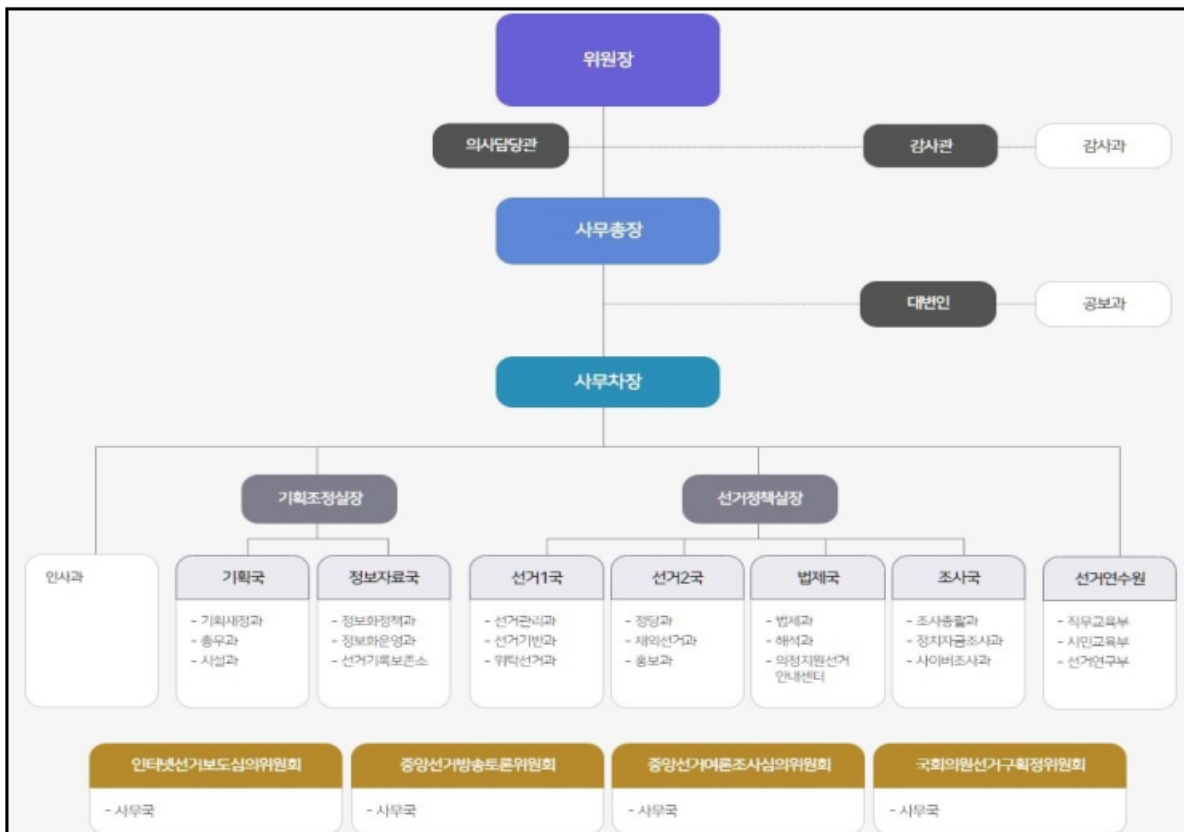 위원장
의사담당관
감사관
감사과
사무총장
대변인
공보과
사무차장
기획조정실장
선거정책실장
인사과
기획국
- 기획재정과
- 총무과
- 시설과
정보자료국
- 정보화정책과
- 정보화운영과
- 선거기록보존소
선거1국
- 선거관리과
- 선거기반과
- 위탁선거과
선거2국
- 정당과
- 재외선거과
- 홍보과
법제국
- 법제과
- 해석과
- 의정지원선거
안내센터
조사국
- 조사총괄과
- 정치자금조사과
- 사이버조사과
선거연수원
- 직무교육부
- 시민교육부
- 선거연구부
인터넷선거보도심의위원회
- 사무국
중앙선거방송토론위원회
- 사무국
중앙선거여론조사심의위원회
- 사무국
국회의원선거구획정위원회
- 사무국